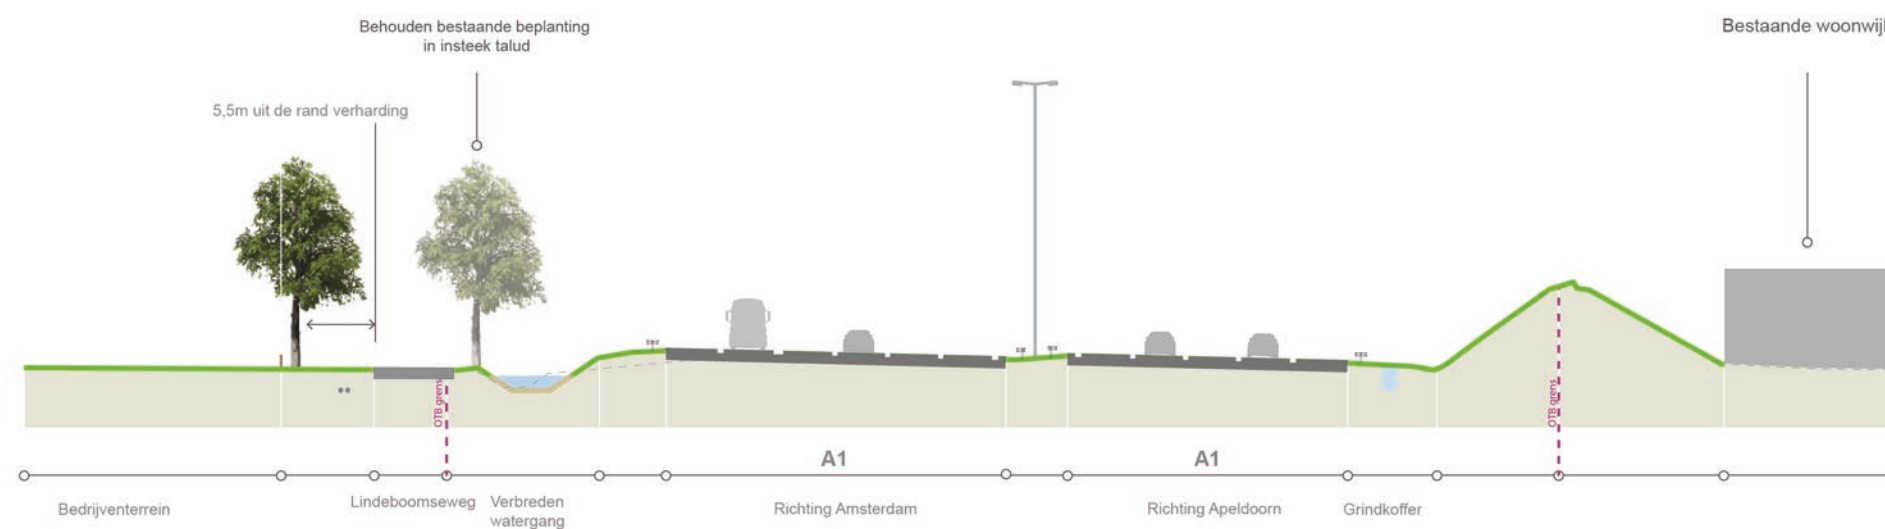 Behouden bestaande beplanting
in insteek talud
Bestaande woonwijk
5,5m uit de rand verharding
OTB grens
OTB grens
A1
A1
Bedrijventerrein
Lindeboomseweg
Verbreden
watergang
Richting Amsterdam
Richting Apeldoorn
Grindkoffer